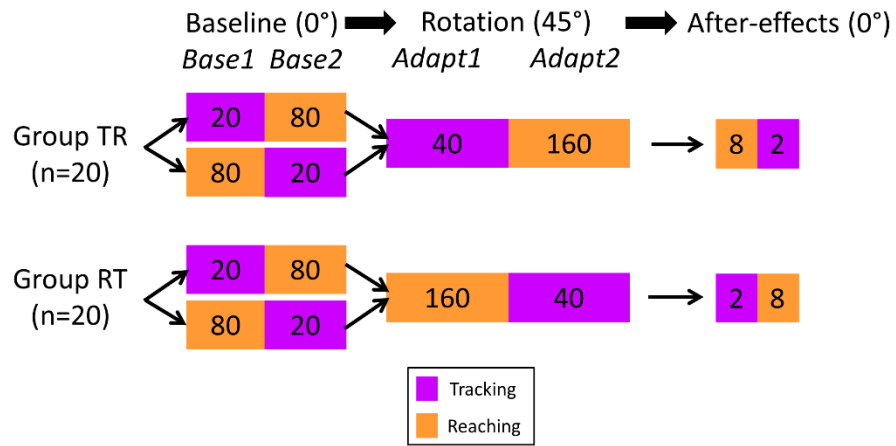 Baseline (0°) Rotation (45°) After-effects (0°)
Base1 Base2 Adapt1 Adapt2
20 80
Group TR
(n=20)
40 160
8 2
80 20
20 80
Group RT
(n=20)
160 40
2 8
80 20
Tracking
Reaching